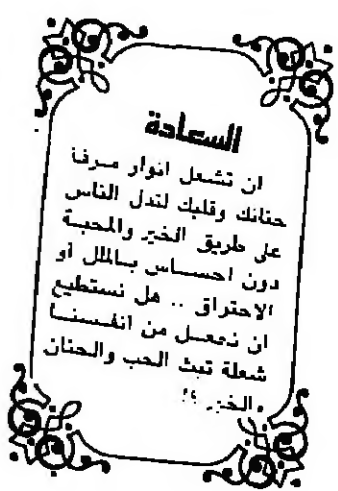 السعادة
ان تشعل انوار مرفأ
حنانك وقلبك لتدل الناس
على طريق الخير والمحبة
دون احساس بالملل او
الاحتراق .. هل نستطيع
ان نجعل من انفسنا
شعلة تبث الحب والحنان
والخير ؟!